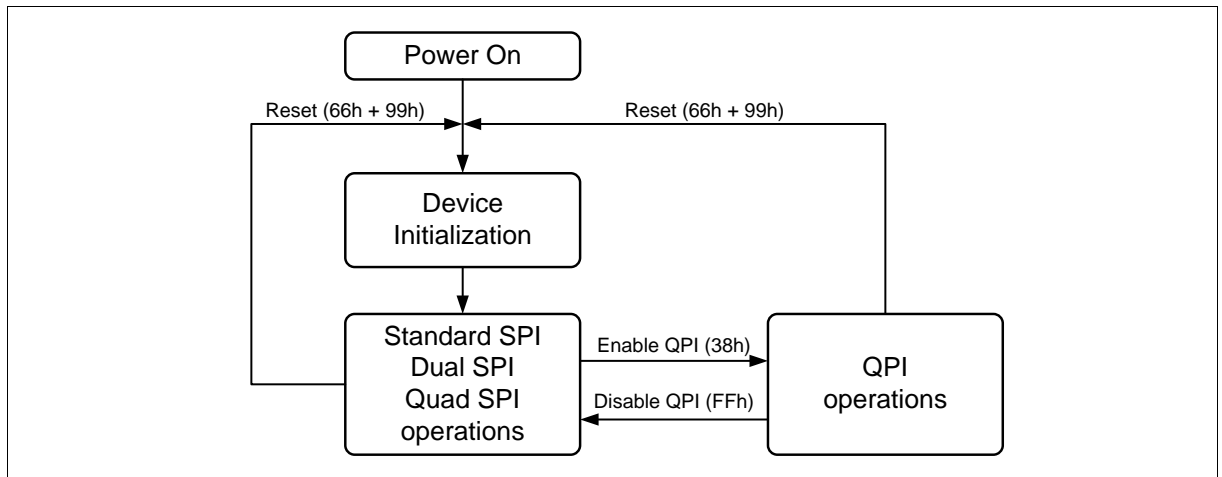 Power On
Reset (66h + 99h)
Reset (66h + 99h)
Device
Initialization
Standard SPI
Dual SPI
Quad SPI
operations
Enable QPI (38h)
Disable QPI (FFh)
QPI
operations